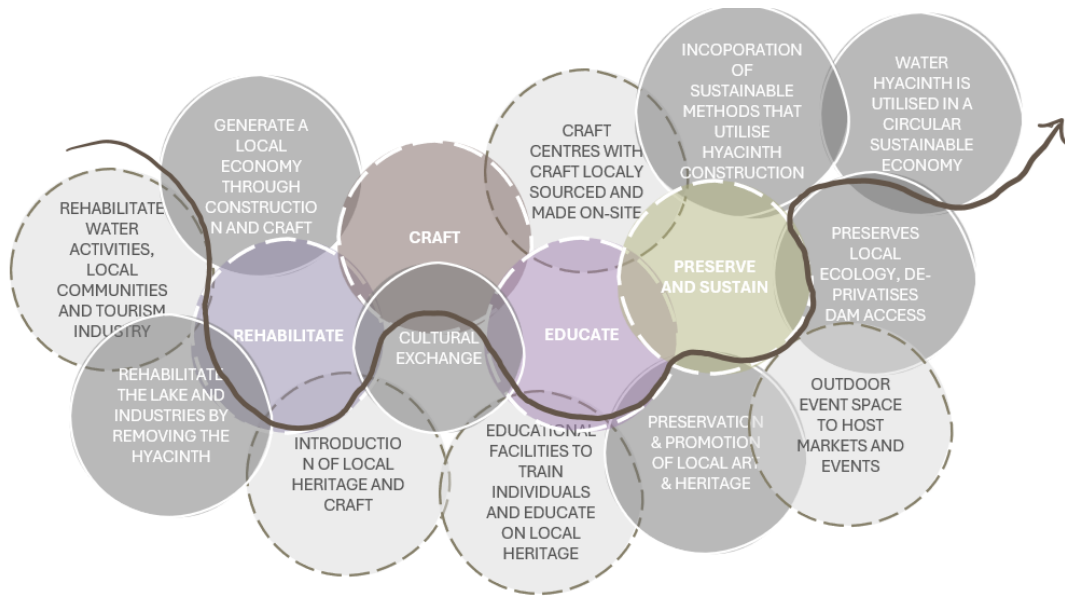 REHABILITATE
WATER
ACTIVITIES,
LOCAL
COMMUNITIES
AND TOURISM
INDUSTRY
GENERATE A
LOCAL
ECONOMY
THROUGH
CONSTRUCTIO
N AND CRAFT
REHABILITATE
THE LAKE AND
INDUSTRIES BY
REMOVING THE
HYACINTH
REHABILITATE
INTRODUCTIO
N OF LOCAL
HERITAGE AND
CRAFT
CRAFT
CULTURAL
EXCHANGE
CRAFT
CENTRES WITH
CRAFT LOCALY
SOURCED AND
MADE ON-SITE
EDUCATE
EDUCATIONAL
FACILITIES TO
TRAIN
INDIVIDUALS
AND EDUCATE
ON LOCAL
HERITAGE
INCOPORATION
OF
SUSTAINABLE
METHODS THAT
UTILISE
HYACINTH
CONSTRUCTION
PRESERVE
AND SUSTAIN
PRESERVATION
& PROMOTION
OF LOCAL ART
& HERITAGE
WATER
HYACINTH IS
UTILISED IN A
CIRCULAR
SUSTAINABLE
ECONOMY
PRESERVES
LOCAL
ECOLOGY, DE-
PRIVATISES
DAM ACCESS
OUTDOOR
EVENT SPACE
TO HOST
MARKETS AND
EVENTS